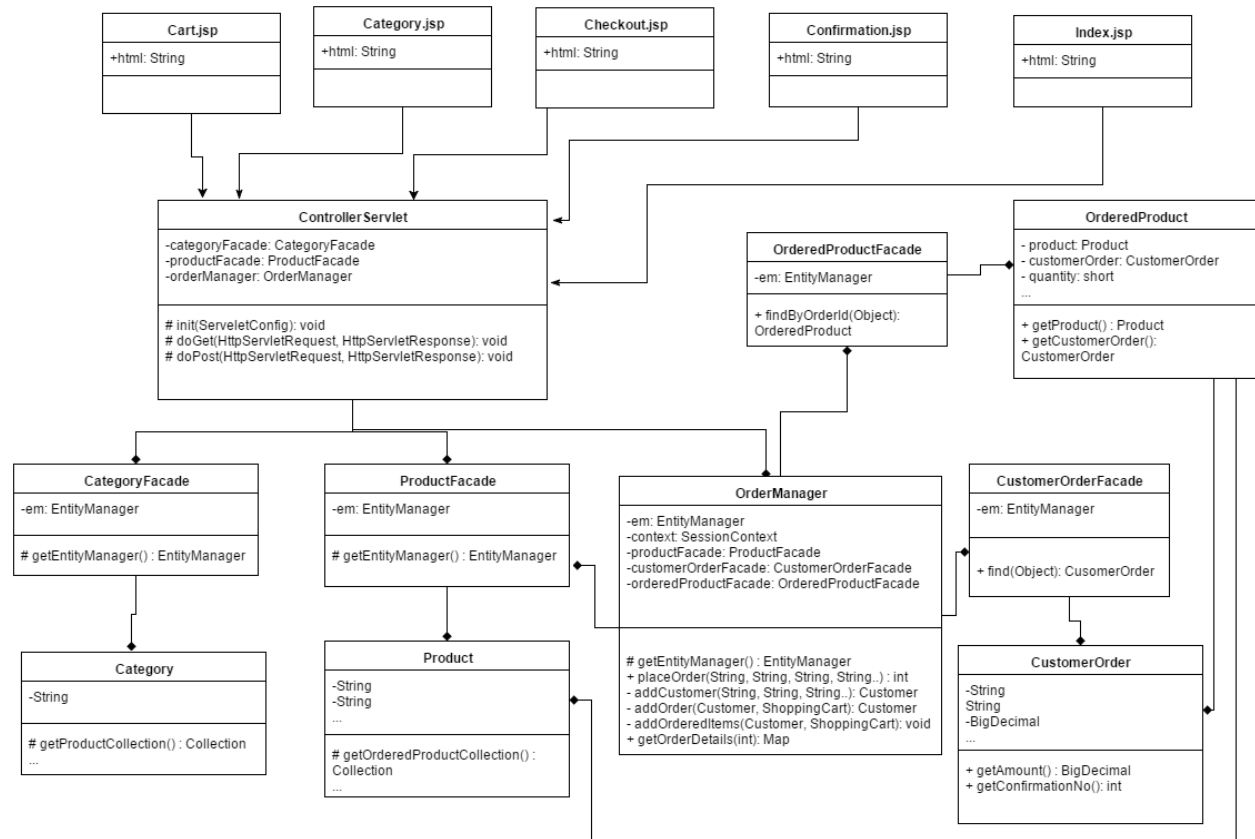 Cart.jsp
+html: String
Category.jsp
+html: String
Checkout.jsp
+html: String
Confirmation.jsp
+html: String
Index.jsp
+html: String
ControllerServlet
-categoryFacade: CategoryFacade
-productFacade: ProductFacade
-orderManager: OrderManager
# init(ServeletConfig): void
# doGet(HttpServletRequest, HttpServletResponse): void
# doPost(HttpServletRequest, HttpServletResponse): void
OrderedProductFacade
-em: EntityManager
+ findByOrderId(Object):
OrderedProduct
OrderedProduct
- product: Product
- customerOrder: CustomerOrder
- quantity: short
...
+ getProduct() : Product
+ getCustomerOrder():
CustomerOrder
CategoryFacade
-em: EntityManager
# getEntityManager() : EntityManager
ProductFacade
-em: EntityManager
# getEntityManager() : EntityManager
OrderManager
-em: EntityManager
-context: SessionContext
-productFacade: ProductFacade
-customerOrderFacade: CustomerOrderFacade
-orderedProductFacade: OrderedProductFacade
# getEntityManager() : EntityManager
+ placeOrder(String, String, String, String..) : int
- addCustomer(String, String, String..): Customer
- addOrder(Customer, ShoppingCart): Customer
- addOrderedItems(Customer, ShoppingCart): void
+ getOrderDetails(int): Map
CustomerOrderFacade
-em: EntityManager
+ find(Object): CusomerOrder
Category
-String
# getProductCollection() : Collection
...
Product
-String
-String
...
# getOrderedProductCollection() :
Collection
...
CustomerOrder
-String
String
-BigDecimal
...
+ getAmount() : BigDecimal
+ getConfirmationNo(): int